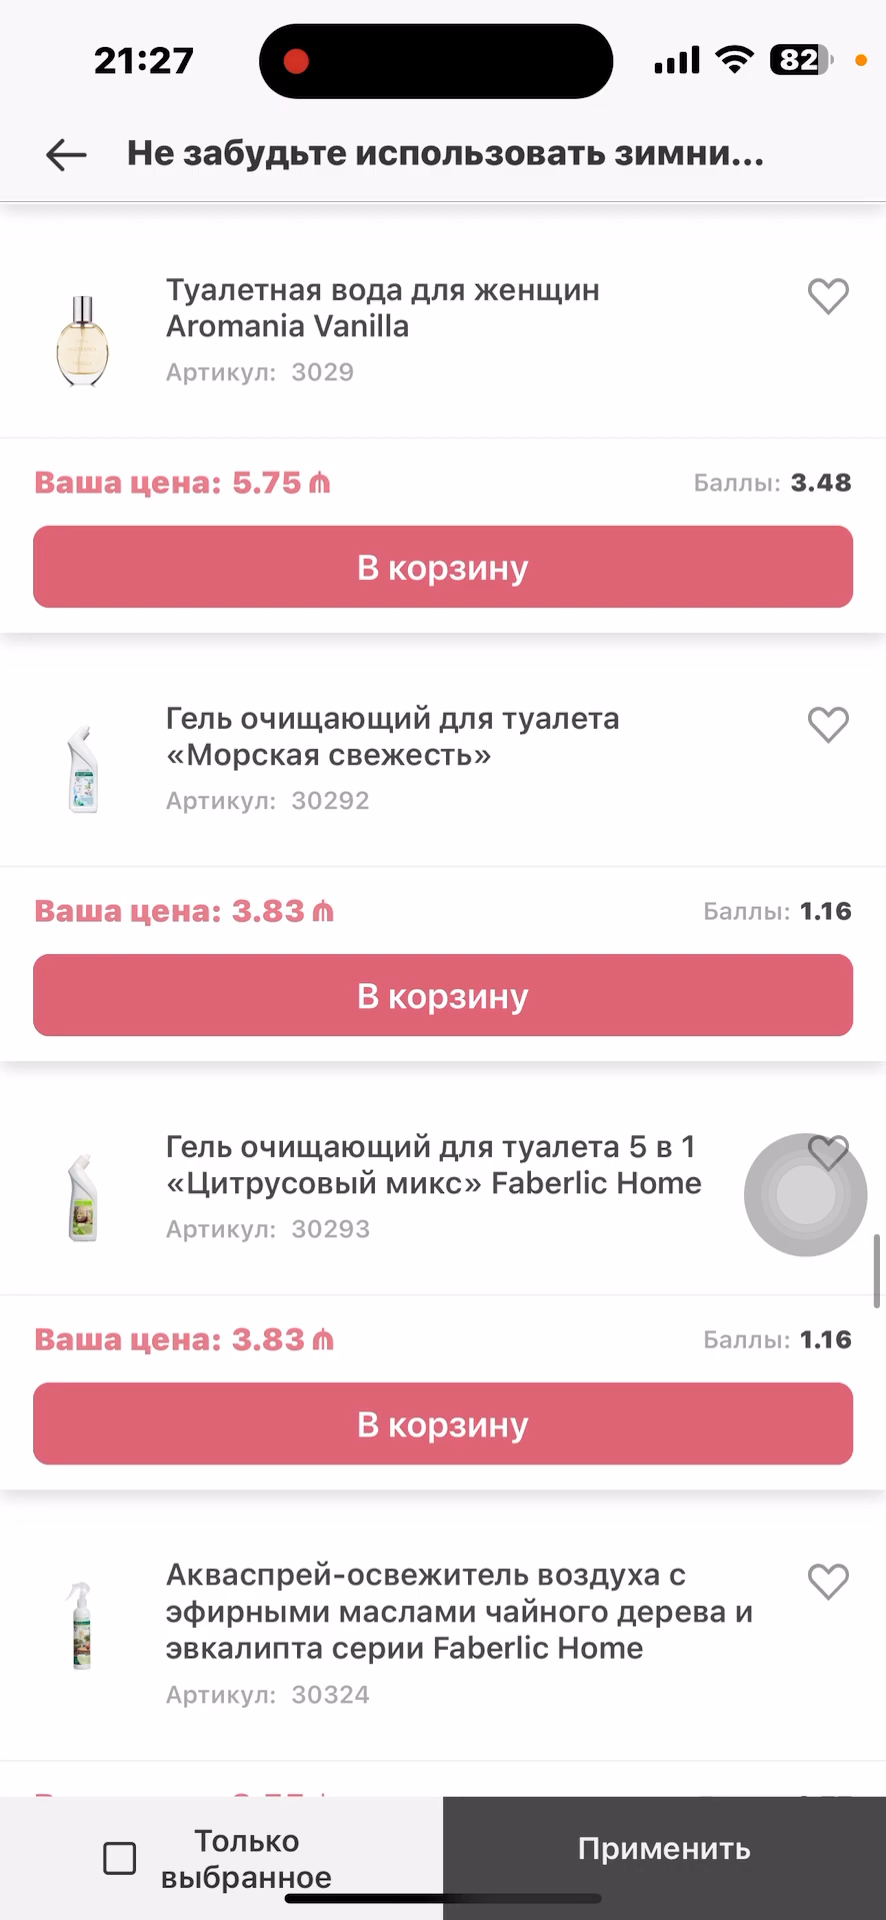 21:27
82
Не забудьте использовать зимни...
Туалетная вода для женщин
Aromania Vanilla
Артикул: 3029
Ваша цена: 5.75 ₼
Баллы: 3.48
В корзину
Гель очищающий для туалета
«Морская свежесть»
Артикул: 30292
Ваша цена: 3.83 ₼
Баллы: 1.16
В корзину
Гель очищающий для туалета 5 в 1
«Цитрусовый микс» Faberlic Home
Артикул: 30293
Ваша цена: 3.83 ₼
Баллы: 1.16
В корзину
Акваспрей-освежитель воздуха с
эфирными маслами чайного дерева и
эвкалипта серии Faberlic Home
Артикул: 30324
Только
выбранное
Применить